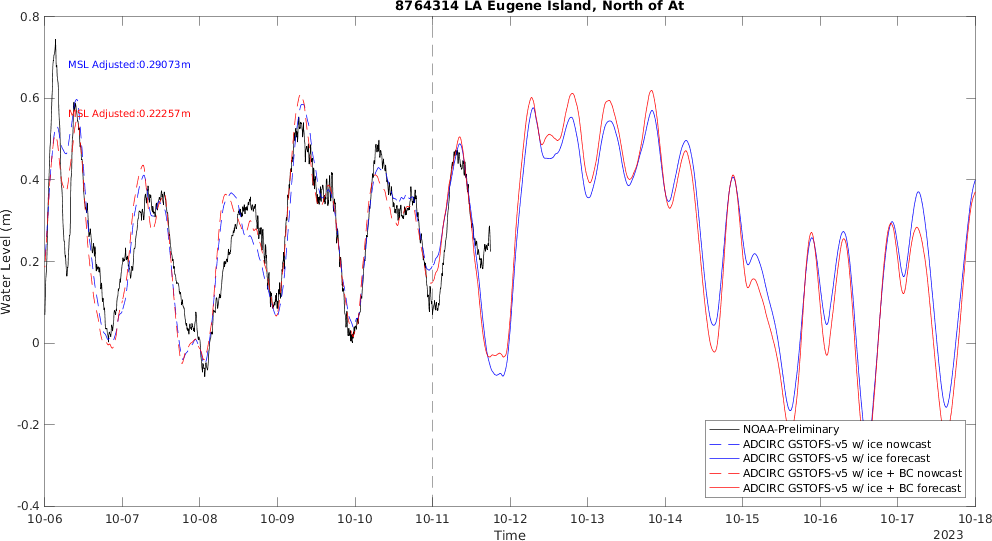 8764314 LA Eugene Island, North of At
Water Level (m)
0.8
0.6
0.4
0.2
0
-0.2
-0.4
MSL Adjusted:0.29073m
MSL Adjusted:0.22257m
NOAA-Preliminary
ADCIRC GSTOFS-v5 w/ ice nowcast
ADCIRC GSTOFS-v5 w/ ice forecast
ADCIRC GSTOFS-v5 w/ ice + BC nowcast
ADCIRC GSTOFS-v5 w/ ice + BC forecast
10-06 10-07 10-08 10-09 10-10 10-11 10-12 10-13 10-14 10-15 10-16 10-17 10-18
Time
2023